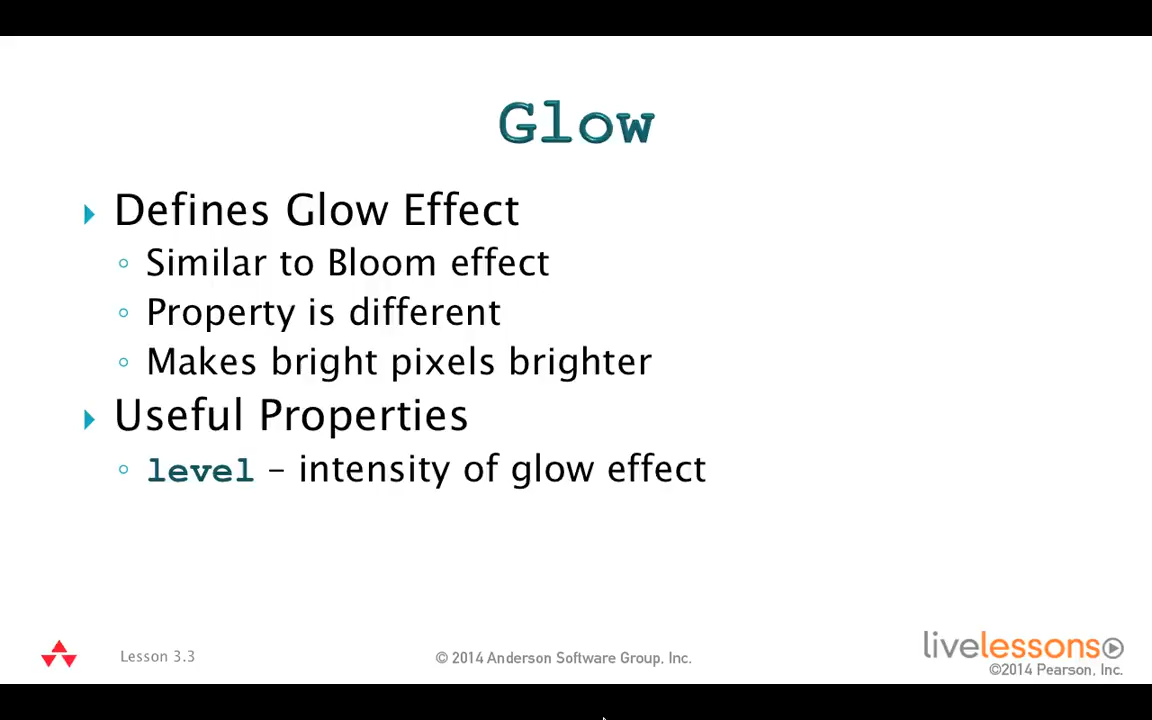 Glow
Defines Glow Effect
Similar to Bloom effect
Property is different
Makes bright pixels brighter
Useful Properties
level – intensity of glow effect
Lesson 3.3
© 2014 Anderson Software Group, Inc.
livelessons
©2014 Pearson, Inc.